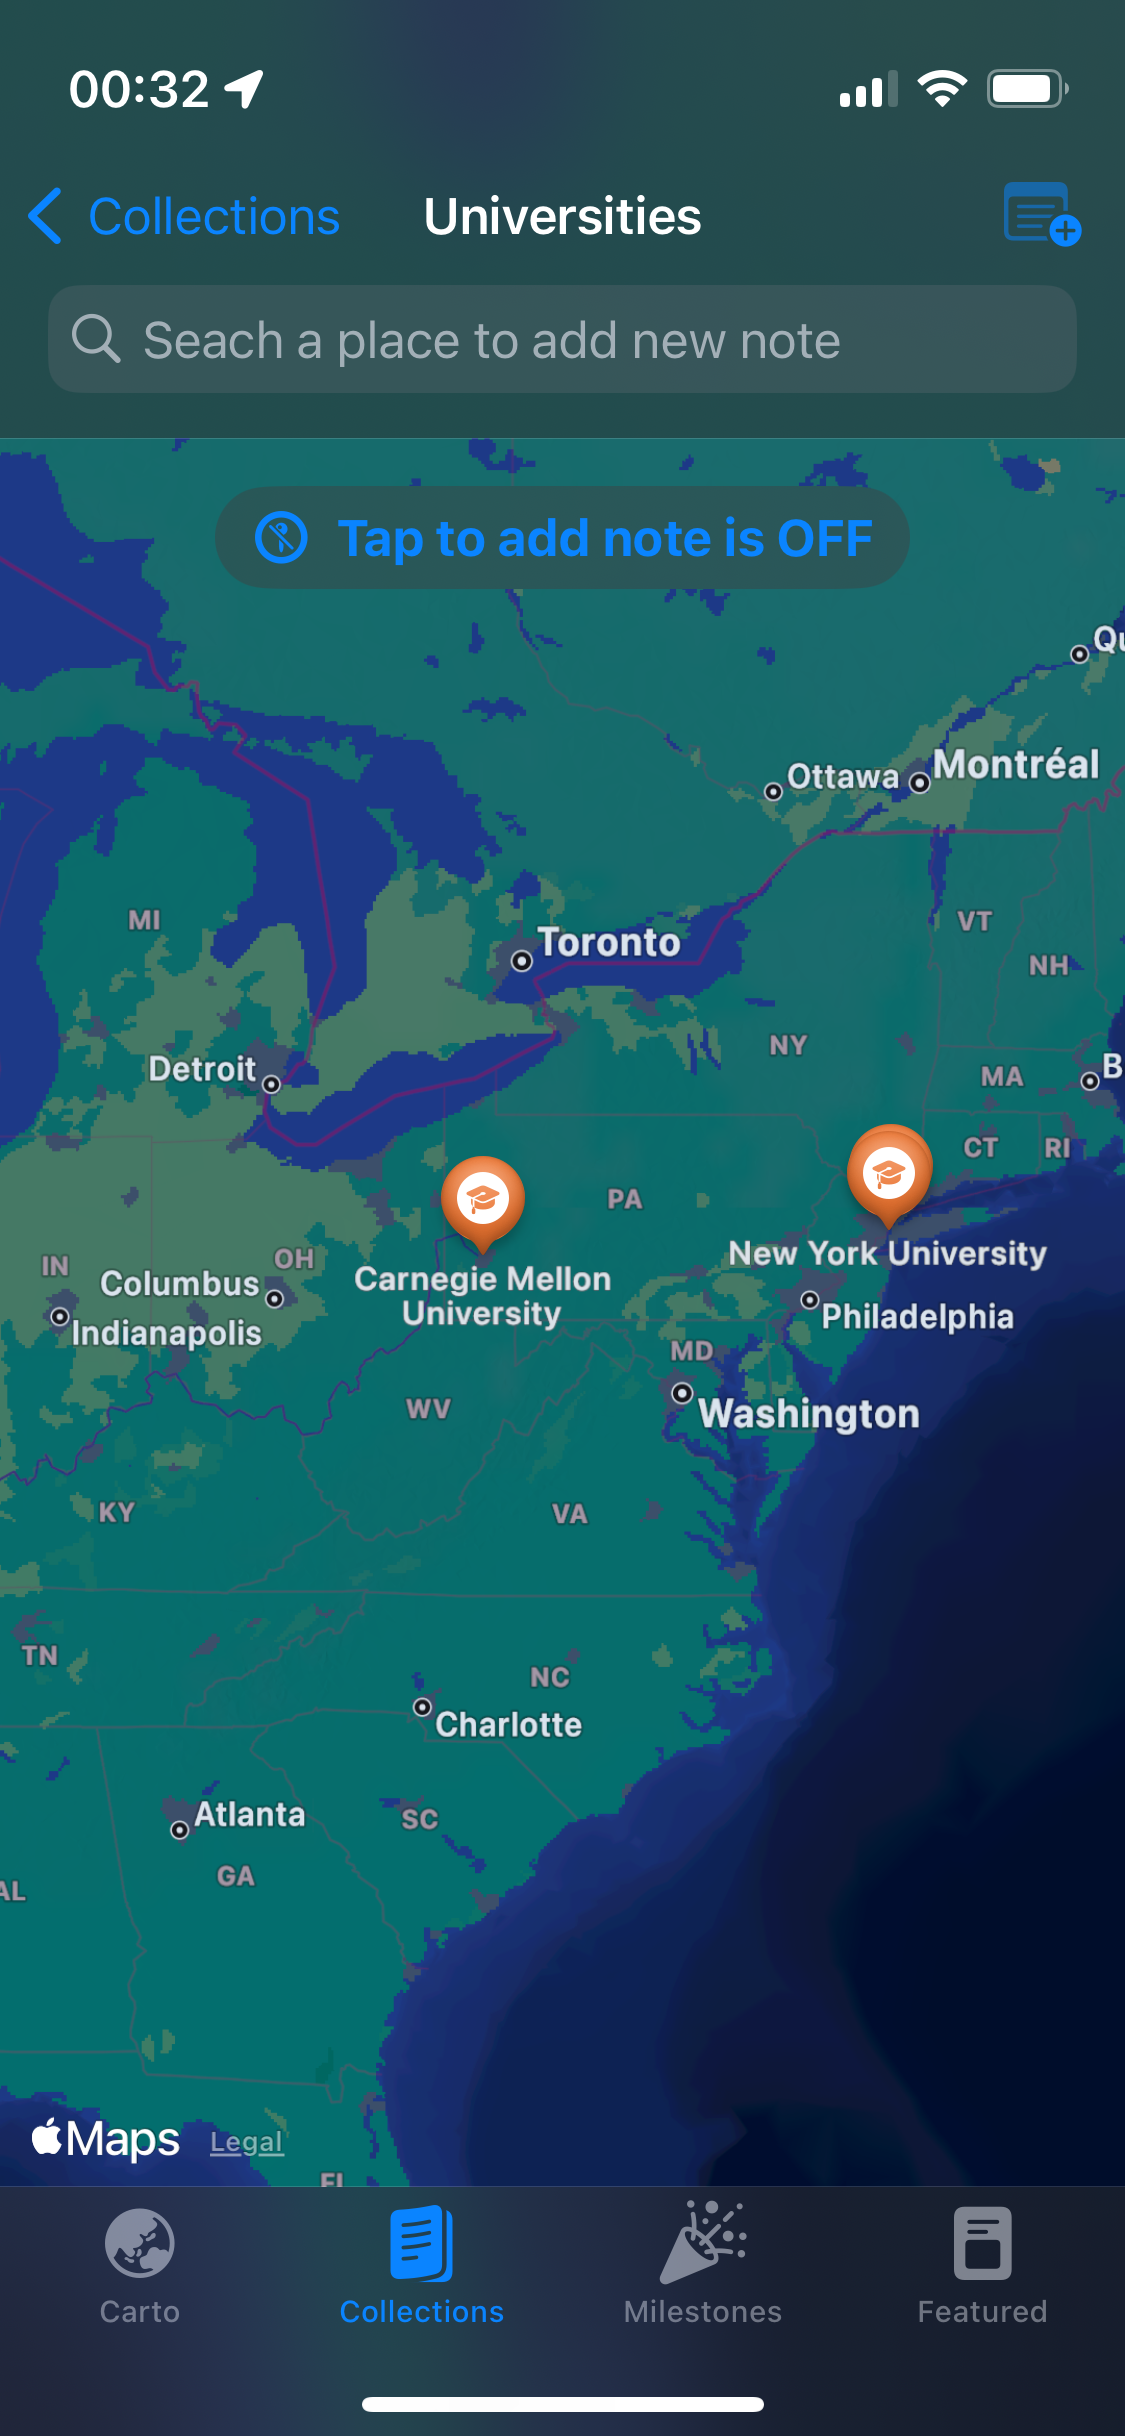 00:32
Collections
Universities
Seach a place to add new note
Tap to add note is OFF
Qu
Ottawa
Montréal
MI
Toronto
VT
NH
NY
Detroit
MA
B
CT
RI
PA
New York University
IN
OH
Columbus
Carnegie Mellon
University
Indianapolis
Philadelphia
MD
WV
Washington
KY
VA
TN
NC
Charlotte
Atlanta
SC
GA
AL
Maps
Legal
FL
Carto
Collections
Milestones
Featured